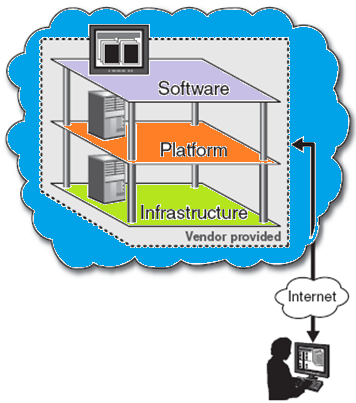 Software
Platform
Infrastructure
Vendor provided
Internet